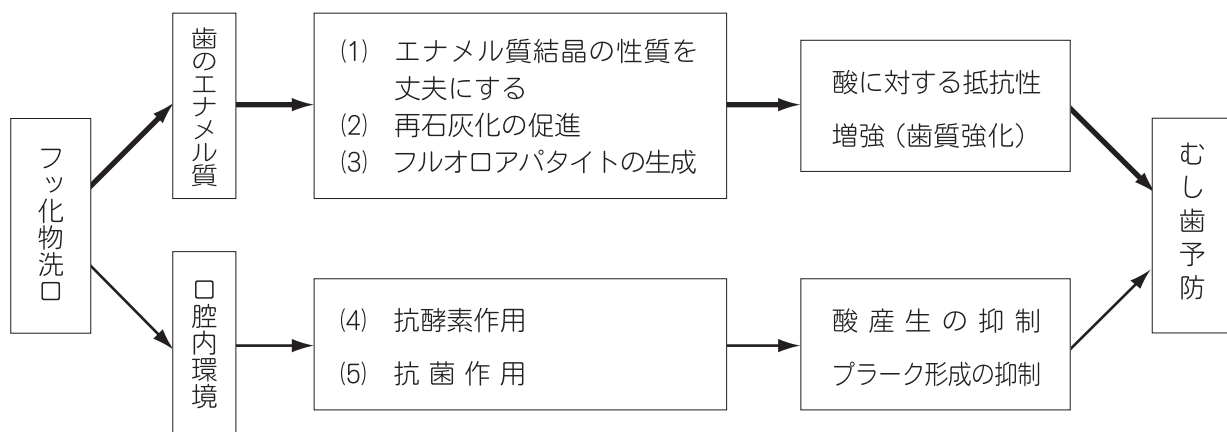 フッ化物洗口
歯のエナメル質
(1) エナメル質結晶の性質を
丈夫にする
(2) 再石灰化の促進
(3) フルオロアパタイトの生成
酸に対する抵抗性
増強(歯質強化)
口腔内環境
(4) 抗酵素作用
(5) 抗菌作用
酸産生の抑制
プラーク形成の抑制
むし歯予防